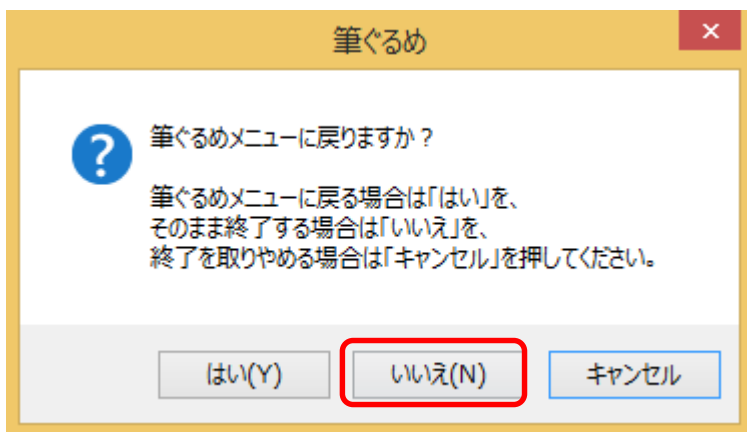 筆ぐるめ
筆ぐるめメニューに戻りますか？
筆ぐるめメニューに戻る場合は「はい」を、
そのまま終了する場合は「いいえ」を、
終了を取りやめる場合は「キャンセル」を押してください。
はい(Y) いいえ(N) キャンセル